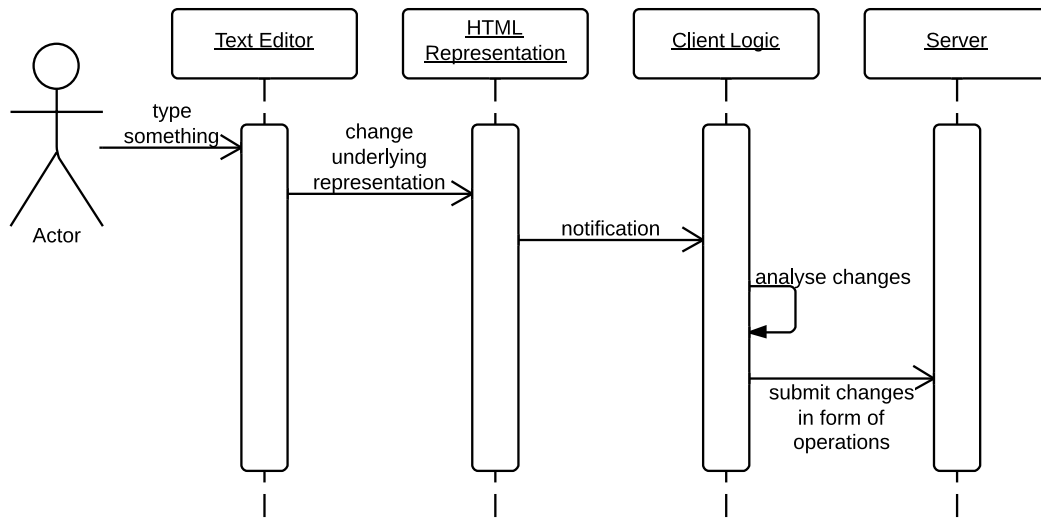 Text Editor
HTML
Representation
Client Logic
Server
type
something
change
underlying
representation
Actor
notification
analyse changes
submit changes
in form of
operations